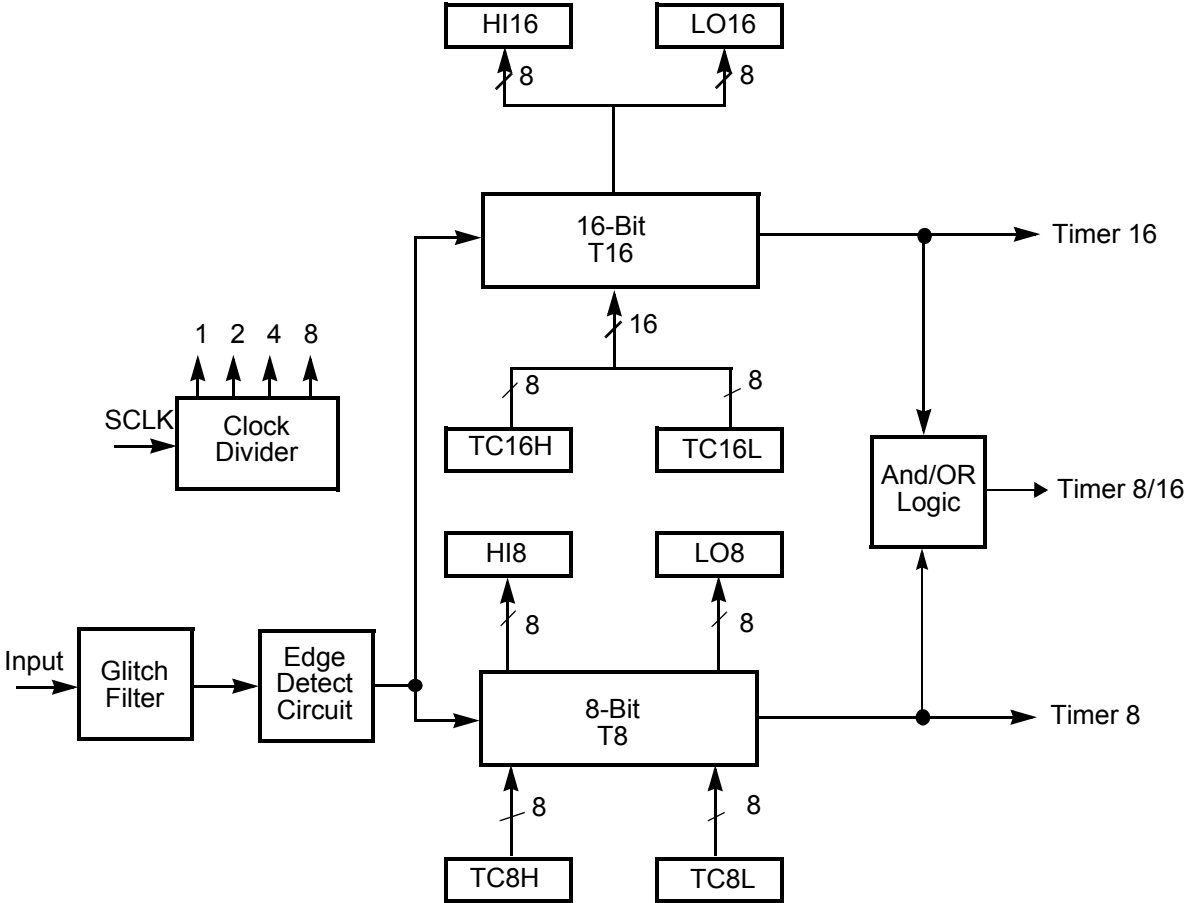 HI16
LO16
8
8
16-Bit
T16
Timer 16
16
1 2 4 8
8
8
SCLK
Clock
Divider
TC16H
TC16L
And/OR
Logic
Timer 8/16
HI8
LO8
8
8
Input
Glitch
Filter
Edge
Detect
Circuit
8-Bit
T8
Timer 8
8
8
TC8H
TC8L